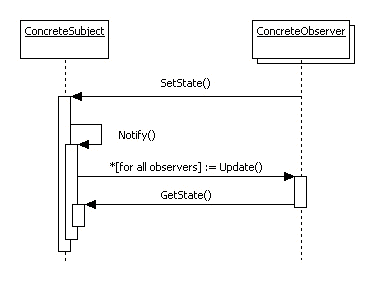 ConcreteSubject
ConcreteObserver
SetState()
Notify()
*[for all observers] := Update()
GetState()